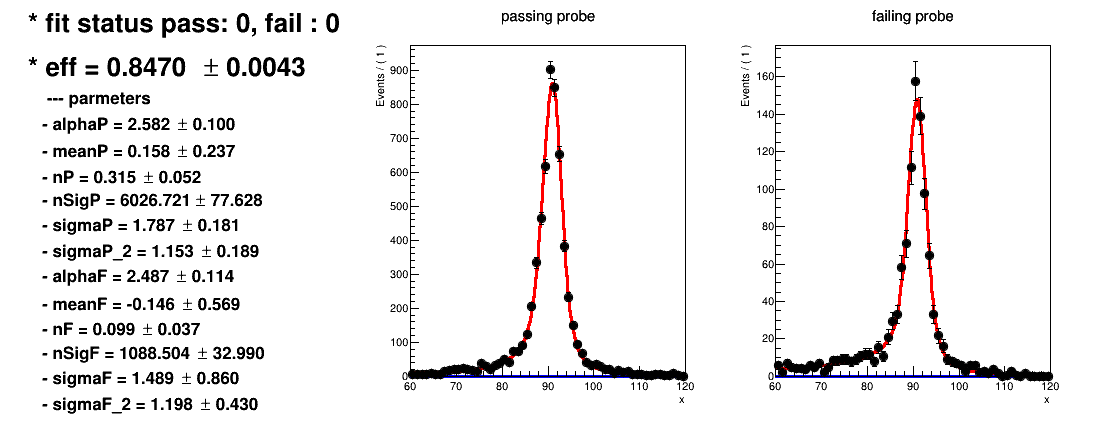 * fit status pass: 0, fail : 0
* eff = 0.8470 ± 0.0043
--- parmeters
- alphaP = 2.582 ± 0.100
- meanP = 0.158 ± 0.237
- nP = 0.315 ± 0.052
- nSigP = 6026.721 ± 77.628
- sigmaP = 1.787 ± 0.181
- sigmaP_2 = 1.153 ± 0.189
- alphaF = 2.487 ± 0.114
- meanF = -0.146 ± 0.569
- nF = 0.099 ± 0.037
- nSigF = 1088.504 ± 32.990
- sigmaF = 1.489 ± 0.860
- sigmaF_2 = 1.198 ± 0.430
passing probe
Events / ( 1 )
900
800
700
600
500
400
300
200
100
0
60 70 80 90 100 110 120
x
failing probe
Events / ( 1 )
160
140
120
100
80
60
40
20
0
60 70 80 90 100 110 120
x